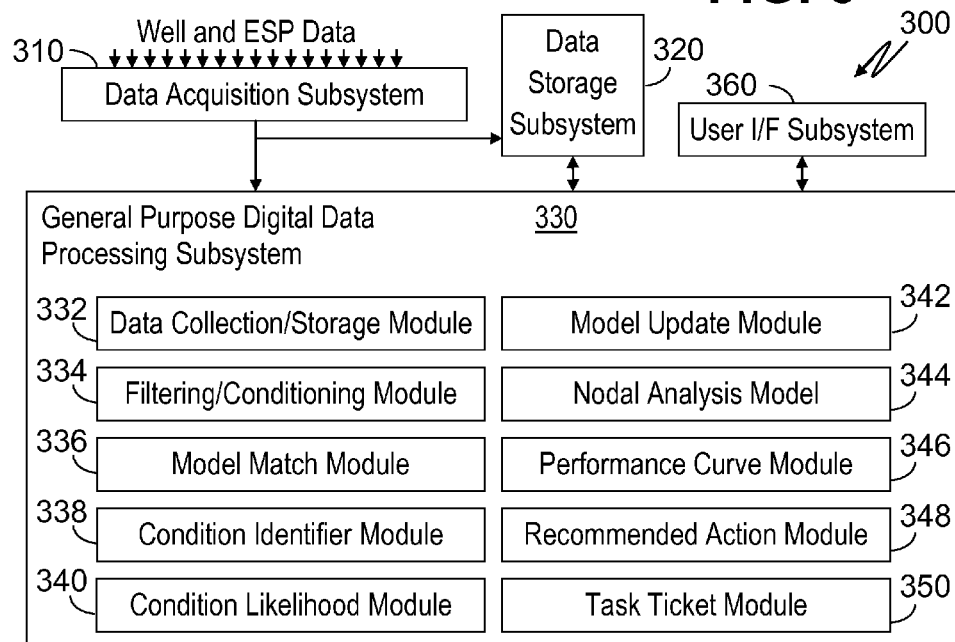 Well and ESP Data
310
Data Acquisition Subsystem
Data
Storage
Subsystem
320
300
360
User I/F Subsystem
General Purpose Digital Data
Processing Subsystem
330
332
Data Collection/Storage Module
Model Update Module
342
334
Filtering/Conditioning Module
Nodal Analysis Model
344
336
Model Match Module
Performance Curve Module
346
338
Condition Identifier Module
Recommended Action Module
348
340
Condition Likelihood Module
Task Ticket Module
350